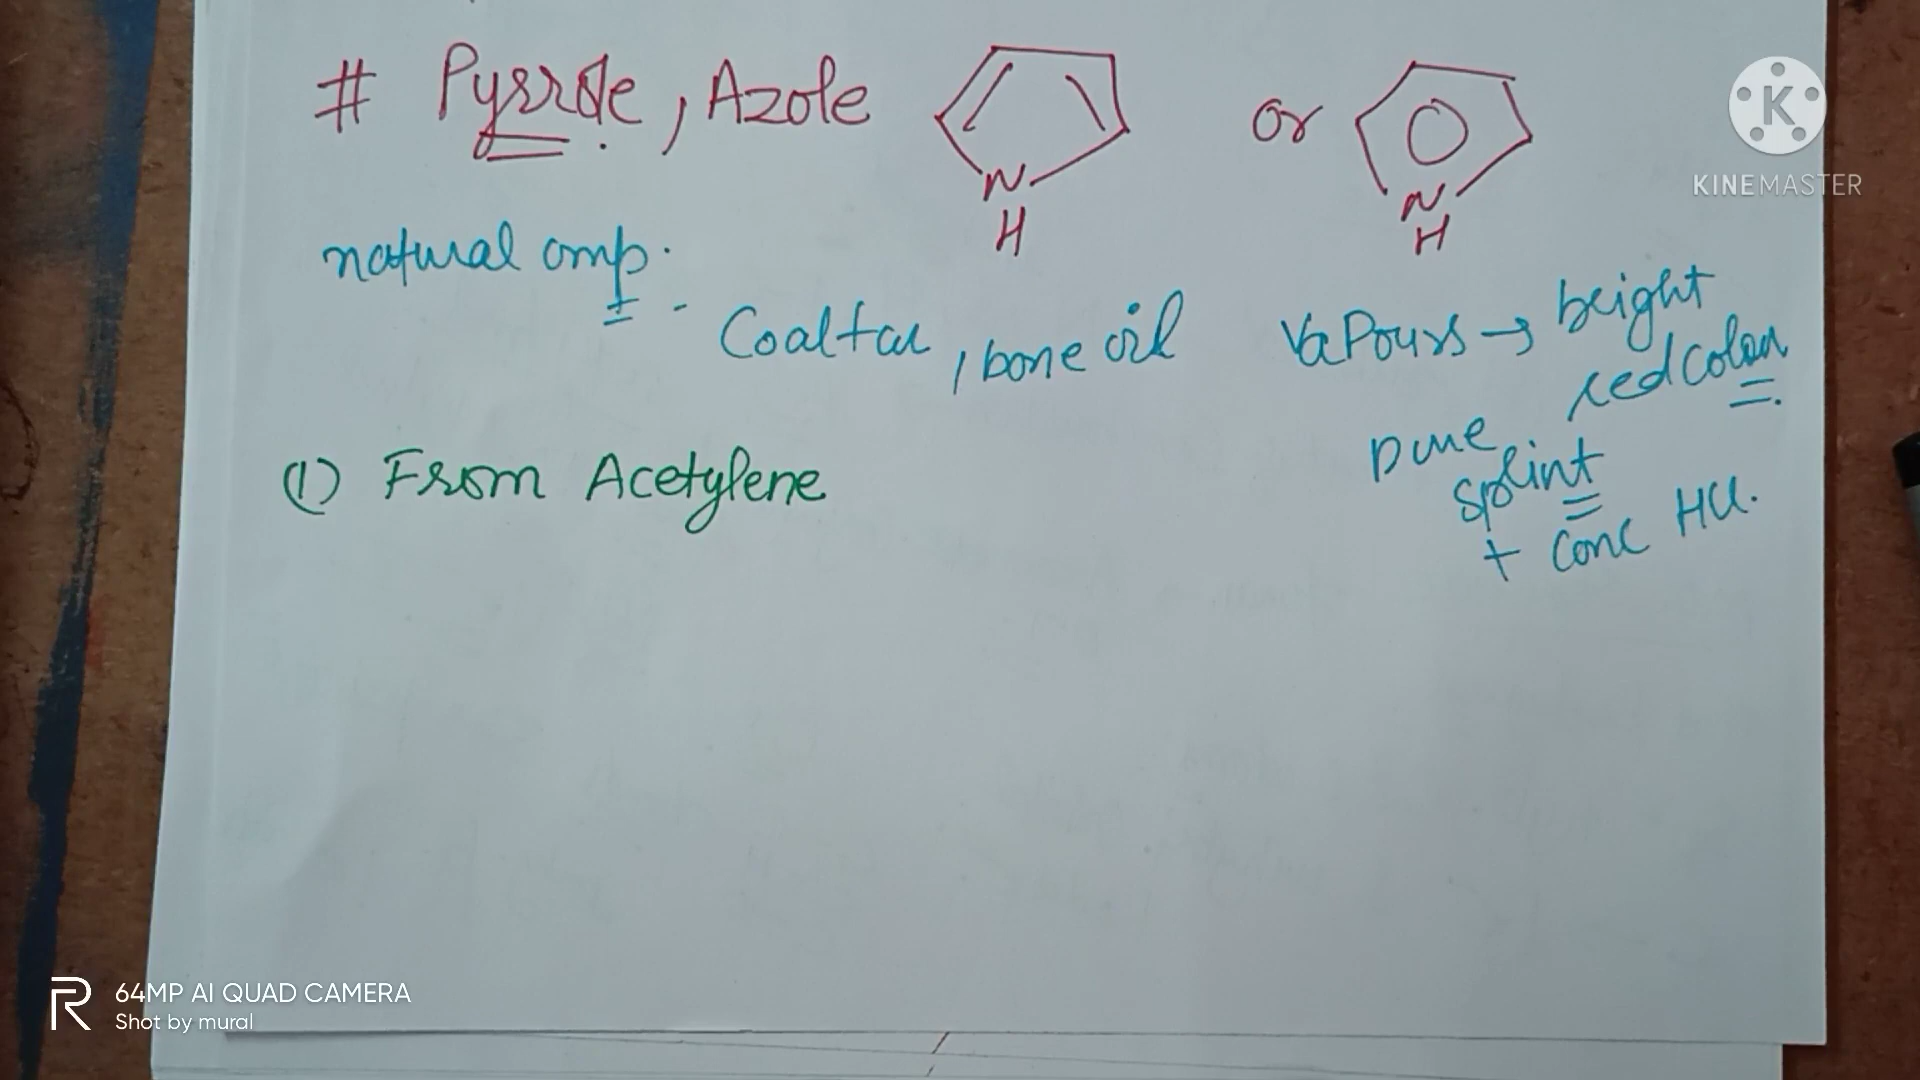 # Pyrrole, Azole
N
H
or
N
H
K
KINEMASTER
natural comp.
- Coaltar, bone oil
Vapours → bright
red colour
pine
splint
+ conc HCl.
(1) From Acetylene
R
64MP AI QUAD CAMERA
Shot by mural